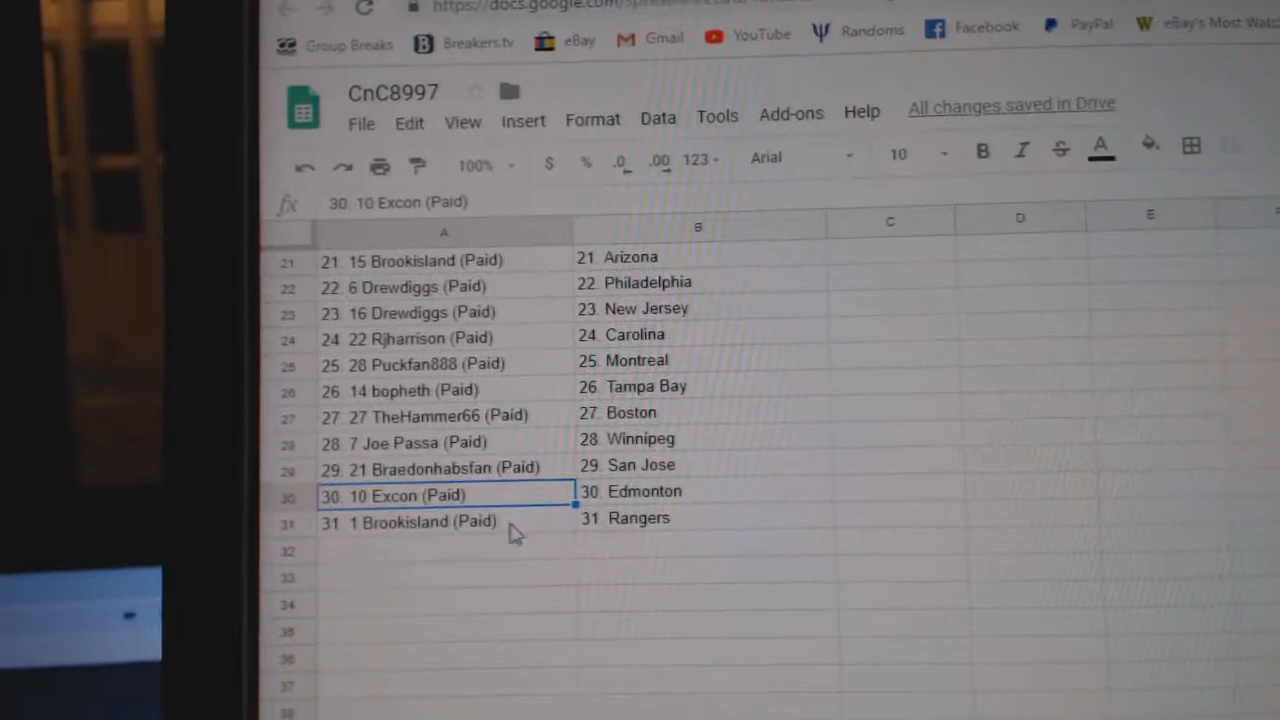 https://docs.google.com/
Group Breaks Breakers.tv eBay Gmail YouTube Randoms Facebook PayPal eBay's Most
CnC8997
File Edit View Insert Format Data Tools Add-ons Help All changes saved in Drive
100% $ % .0 .00 123 Arial 10 B I S A
fx 30. 10 Excon (Paid)
A B C D E
21 21. 15 Brookisland (Paid) 21. Arizona
22 22. 6 Drewdiggs (Paid) 22. Philadelphia
23 23. 16 Drewdiggs (Paid) 23. New Jersey
24 24. 22 Rjharrison (Paid) 24. Carolina
25 25. 28 Puckfan888 (Paid) 25. Montreal
26 26. 14 bopheth (Paid) 26. Tampa Bay
27 27. 27 TheHammer66 (Paid) 27. Boston
28 28. 7 Joe Passa (Paid) 28. Winnipeg
29 29. 21 Braedonhabsfan (Paid) 29. San Jose
30 30. 10 Excon (Paid) 30. Edmonton
31 31. 1 Brookisland (Paid) 31. Rangers
32
33
34
35
36
37
38